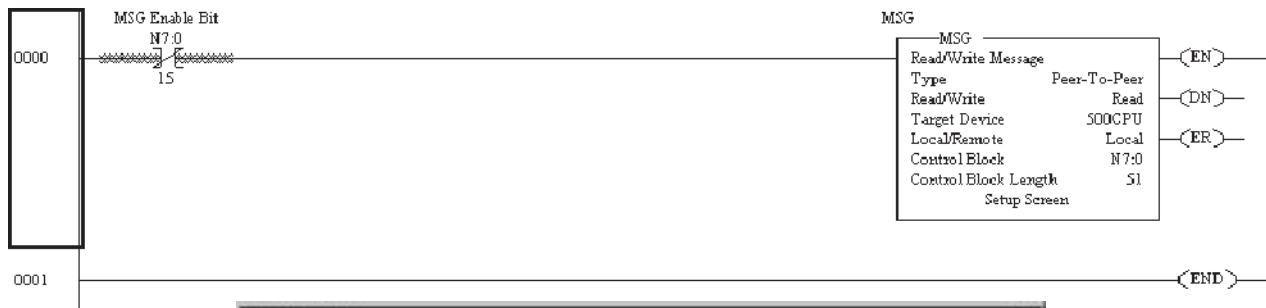 MSG Enable Bit
N7:0
0000
15
MSG
MSG
Read/Write Message
Type Peer-To-Peer
Read/Write Read
Target Device 500CPU
Local/Remote Local
Control Block N7:0
Control Block Length 51
Setup Screen
EN
DN
ER
0001
END